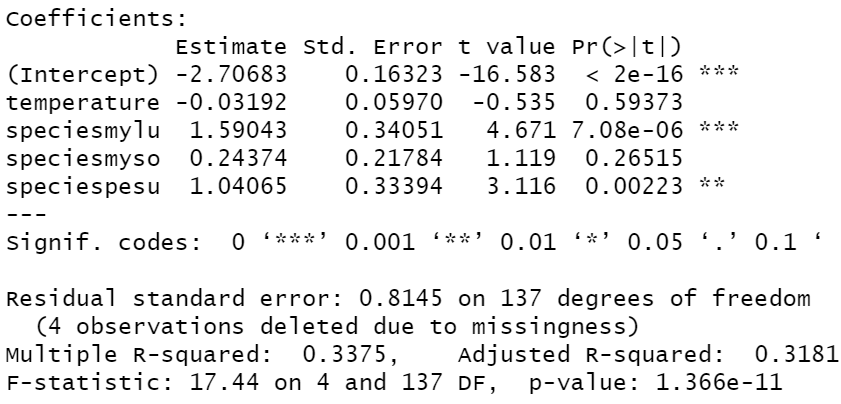 Coefficients:
            Estimate Std. Error t value Pr(>|t|)
(Intercept) -2.70683    0.16323 -16.583  < 2e-16 ***
temperature -0.03192    0.05970  -0.535  0.59373
speciesmylu  1.59043    0.34051   4.671 7.08e-06 ***
speciesmyso  0.24374    0.21784   1.119  0.26515
speciespesu  1.04065    0.33394   3.116  0.00223 **
---
Signif. codes:  0 ‘***’ 0.001 ‘**’ 0.01 ‘*’ 0.05 ‘.’ 0.1 ‘
Residual standard error: 0.8145 on 137 degrees of freedom
  (4 observations deleted due to missingness)
Multiple R-squared:  0.3375,    Adjusted R-squared:  0.3181
F-statistic: 17.44 on 4 and 137 DF,  p-value: 1.366e-11